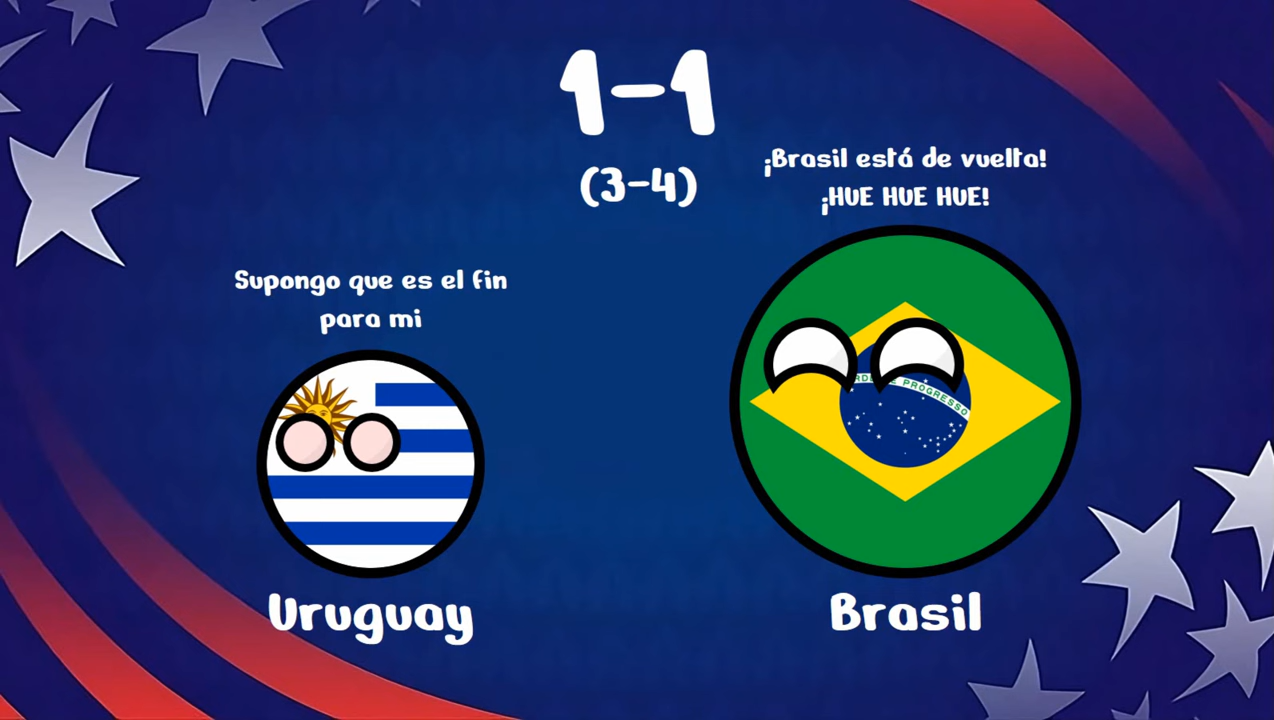 1-1
(3-4)
¡Brasil está de vuelta!
¡HUE HUE HUE!
Supongo que es el fin
para mi
PROGRESSO
Uruguay
Brasil